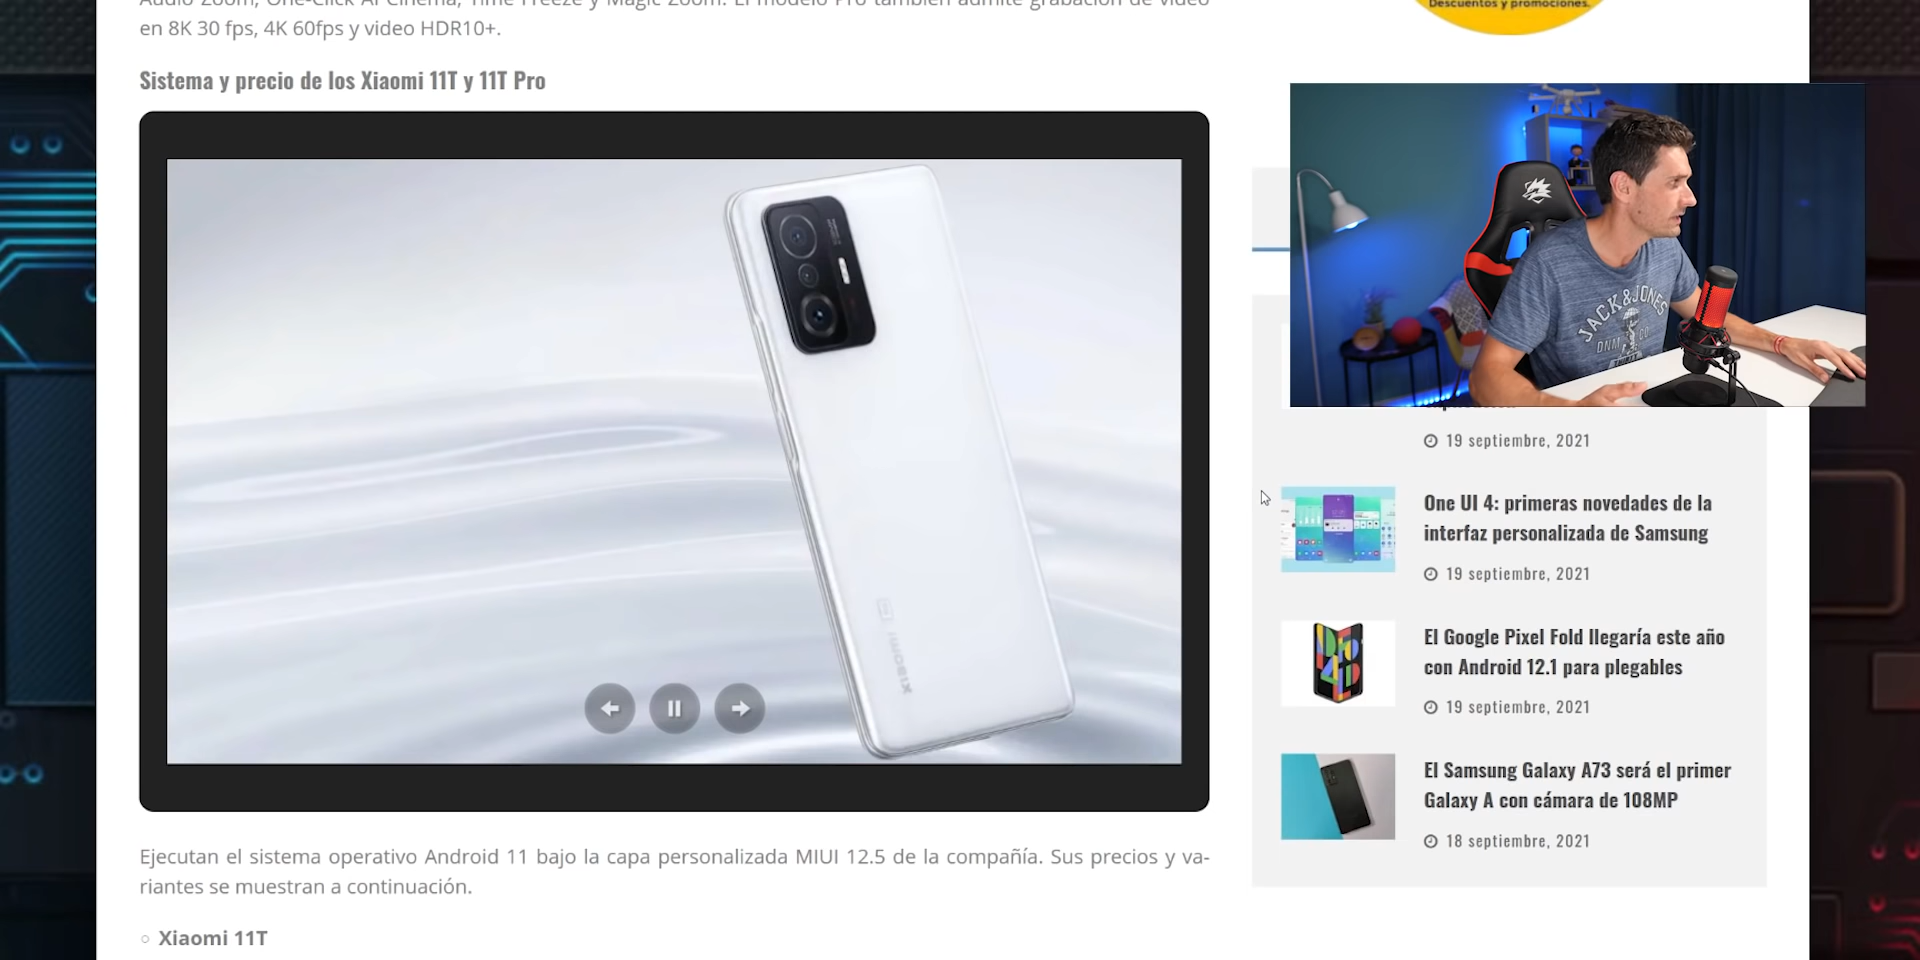 Audio Zoom, One-Click AI Cinema, Time Freeze y Magic Zoom. El modelo Pro también admite grabación de video
en 8K 30 fps, 4K 60fps y video HDR10+.
Descuentos y promociones.
Sistema y precio de los Xiaomi 11T y 11T Pro
XIAOMI
JACK & JONES
DNM CO
19 septiembre, 2021
One UI 4: primeras novedades de la
interfaz personalizada de Samsung
19 septiembre, 2021
El Google Pixel Fold llegaría este año
con Android 12.1 para plegables
19 septiembre, 2021
El Samsung Galaxy A73 será el primer
Galaxy A con cámara de 108MP
18 septiembre, 2021
Ejecutan el sistema operativo Android 11 bajo la capa personalizada MIUI 12.5 de la compañía. Sus precios y va-
riantes se muestran a continuación.
Xiaomi 11T